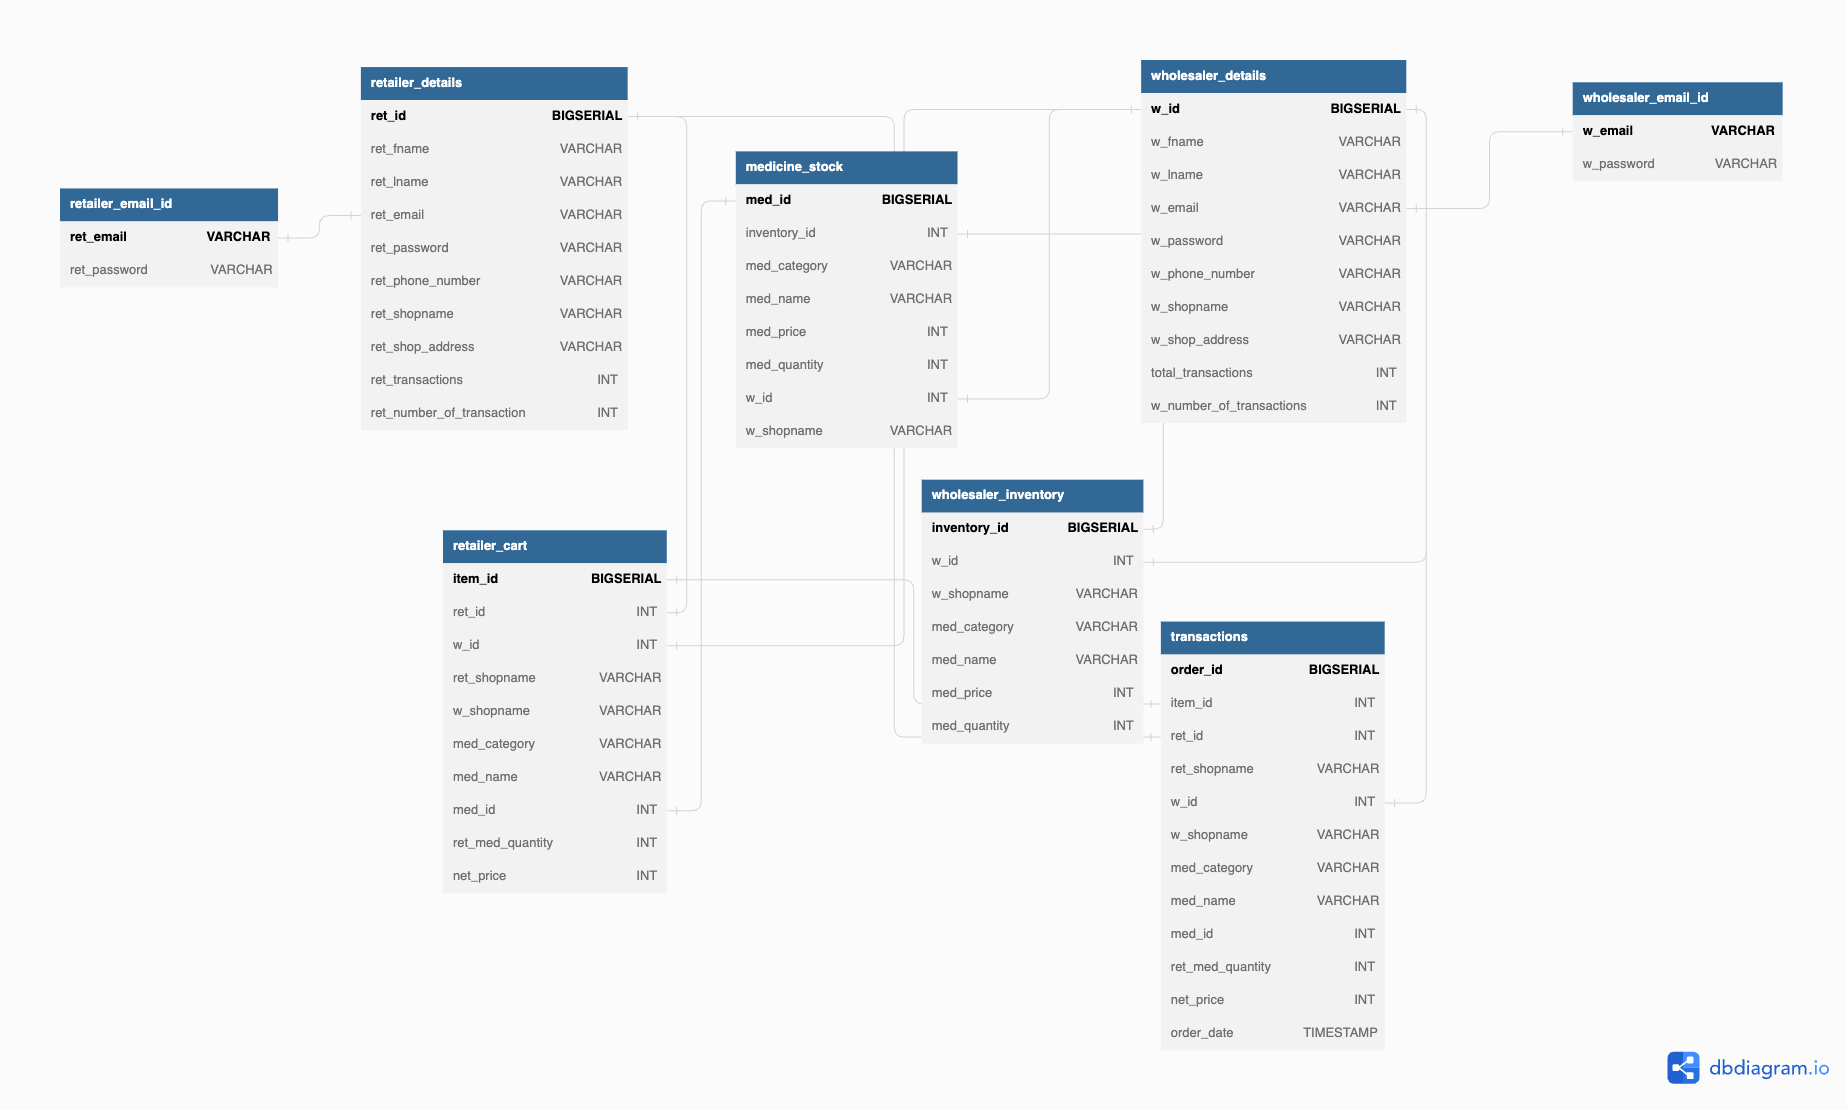 retailer_email_id
ret_email VARCHAR
ret_password VARCHAR
retailer_details
ret_id BIGSERIAL
ret_fname VARCHAR
ret_lname VARCHAR
ret_email VARCHAR
ret_password VARCHAR
ret_phone_number VARCHAR
ret_shopname VARCHAR
ret_shop_address VARCHAR
ret_transactions INT
ret_number_of_transaction INT
medicine_stock
med_id BIGSERIAL
inventory_id INT
med_category VARCHAR
med_name VARCHAR
med_price INT
med_quantity INT
w_id INT
w_shopname VARCHAR
wholesaler_details
w_id BIGSERIAL
w_fname VARCHAR
w_lname VARCHAR
w_email VARCHAR
w_password VARCHAR
w_phone_number VARCHAR
w_shopname VARCHAR
w_shop_address VARCHAR
total_transactions INT
w_number_of_transactions INT
wholesaler_email_id
w_email VARCHAR
w_password VARCHAR
retailer_cart
item_id BIGSERIAL
ret_id INT
w_id INT
ret_shopname VARCHAR
w_shopname VARCHAR
med_category VARCHAR
med_name VARCHAR
med_id INT
ret_med_quantity INT
net_price INT
wholesaler_inventory
inventory_id BIGSERIAL
w_id INT
w_shopname VARCHAR
med_category VARCHAR
med_name VARCHAR
med_price INT
med_quantity INT
transactions
order_id BIGSERIAL
item_id INT
ret_id INT
ret_shopname VARCHAR
w_id INT
w_shopname VARCHAR
med_category VARCHAR
med_name VARCHAR
med_id INT
ret_med_quantity INT
net_price INT
order_date TIMESTAMP
dbdiagram.io